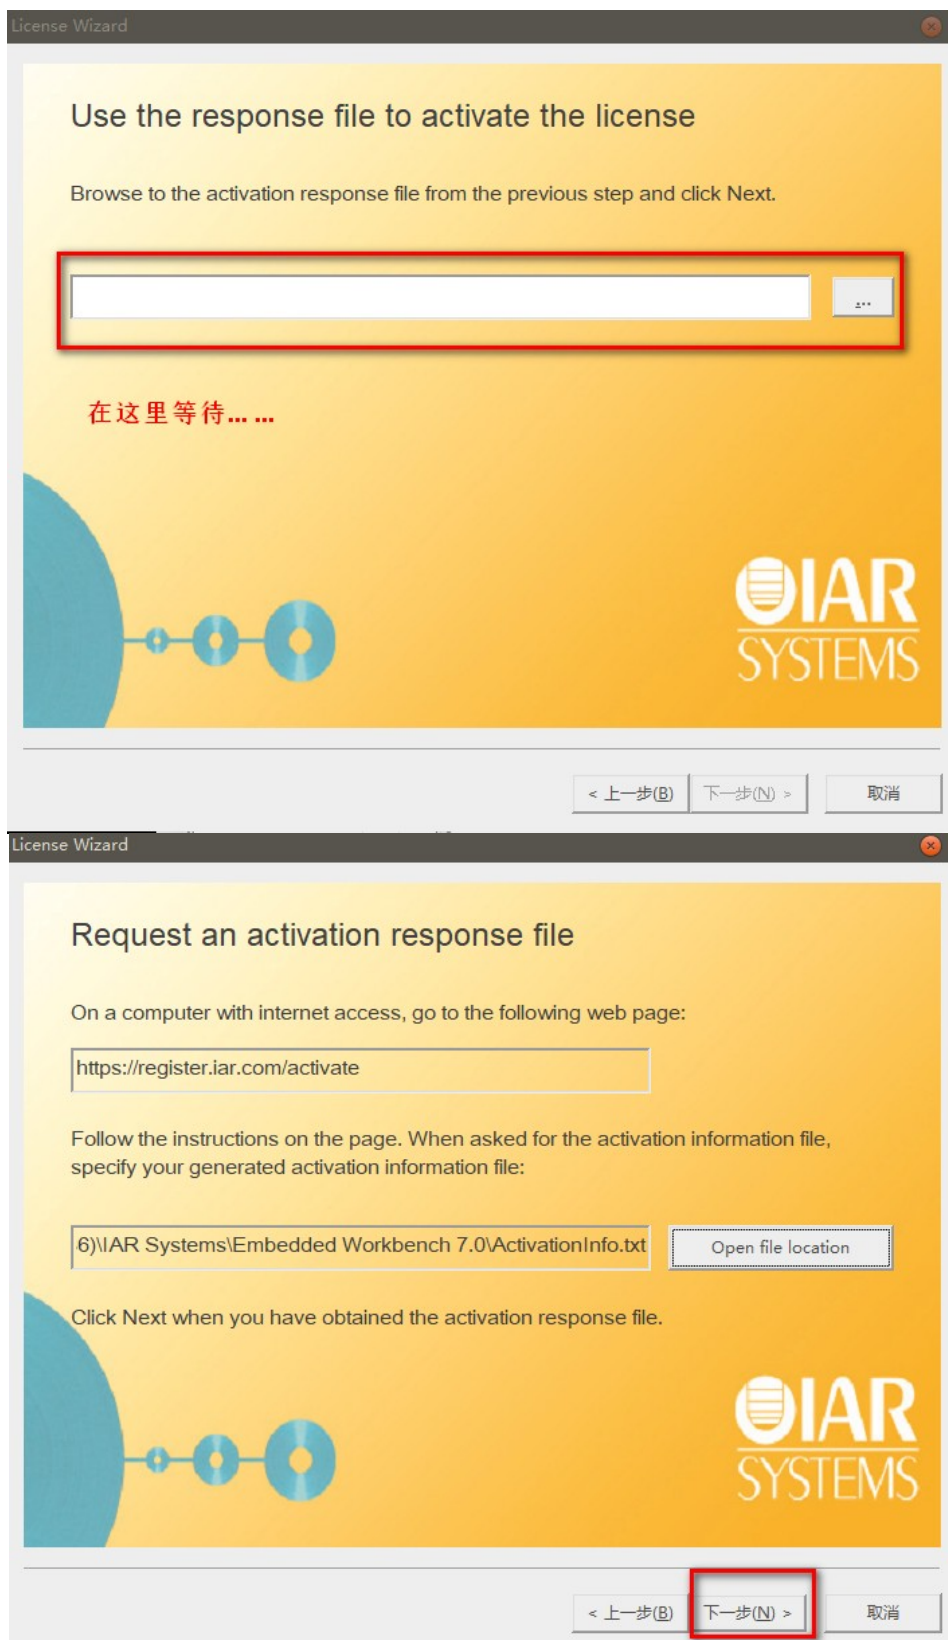 License Wizard
Use the response file to activate the license
Browse to the activation response file from the previous step and click Next.
...
在这里等待... ...
IAR
SYSTEMS
< 上一步(B)
下一步(N) >
取消
License Wizard
Request an activation response file
On a computer with internet access, go to the following web page:
https://register.iar.com/activate
Follow the instructions on the page. When asked for the activation information file,
specify your generated activation information file:
6)\IAR Systems\Embedded Workbench 7.0\ActivationInfo.txt
Open file location
Click Next when you have obtained the activation response file.
IAR
SYSTEMS
< 上一步(B)
下一步(N) >
取消